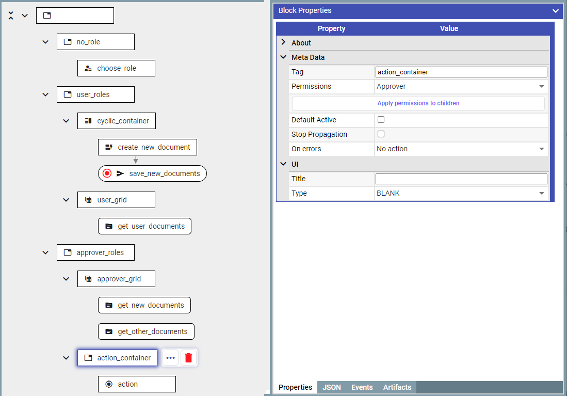 no_role
choose_role
user_roles
cyclic_container
create_new_document
save_new_documents
user_grid
get_user_documents
approver_roles
approver_grid
get_new_documents
get_other_documents
action_container
action
Block Properties
Property Value
About
Meta Data
Tag action_container
Permissions Approver
Apply permissions to children
Default Active
Stop Propagation
On errors No action
UI
Title
Type BLANK
Properties JSON Events Artifacts